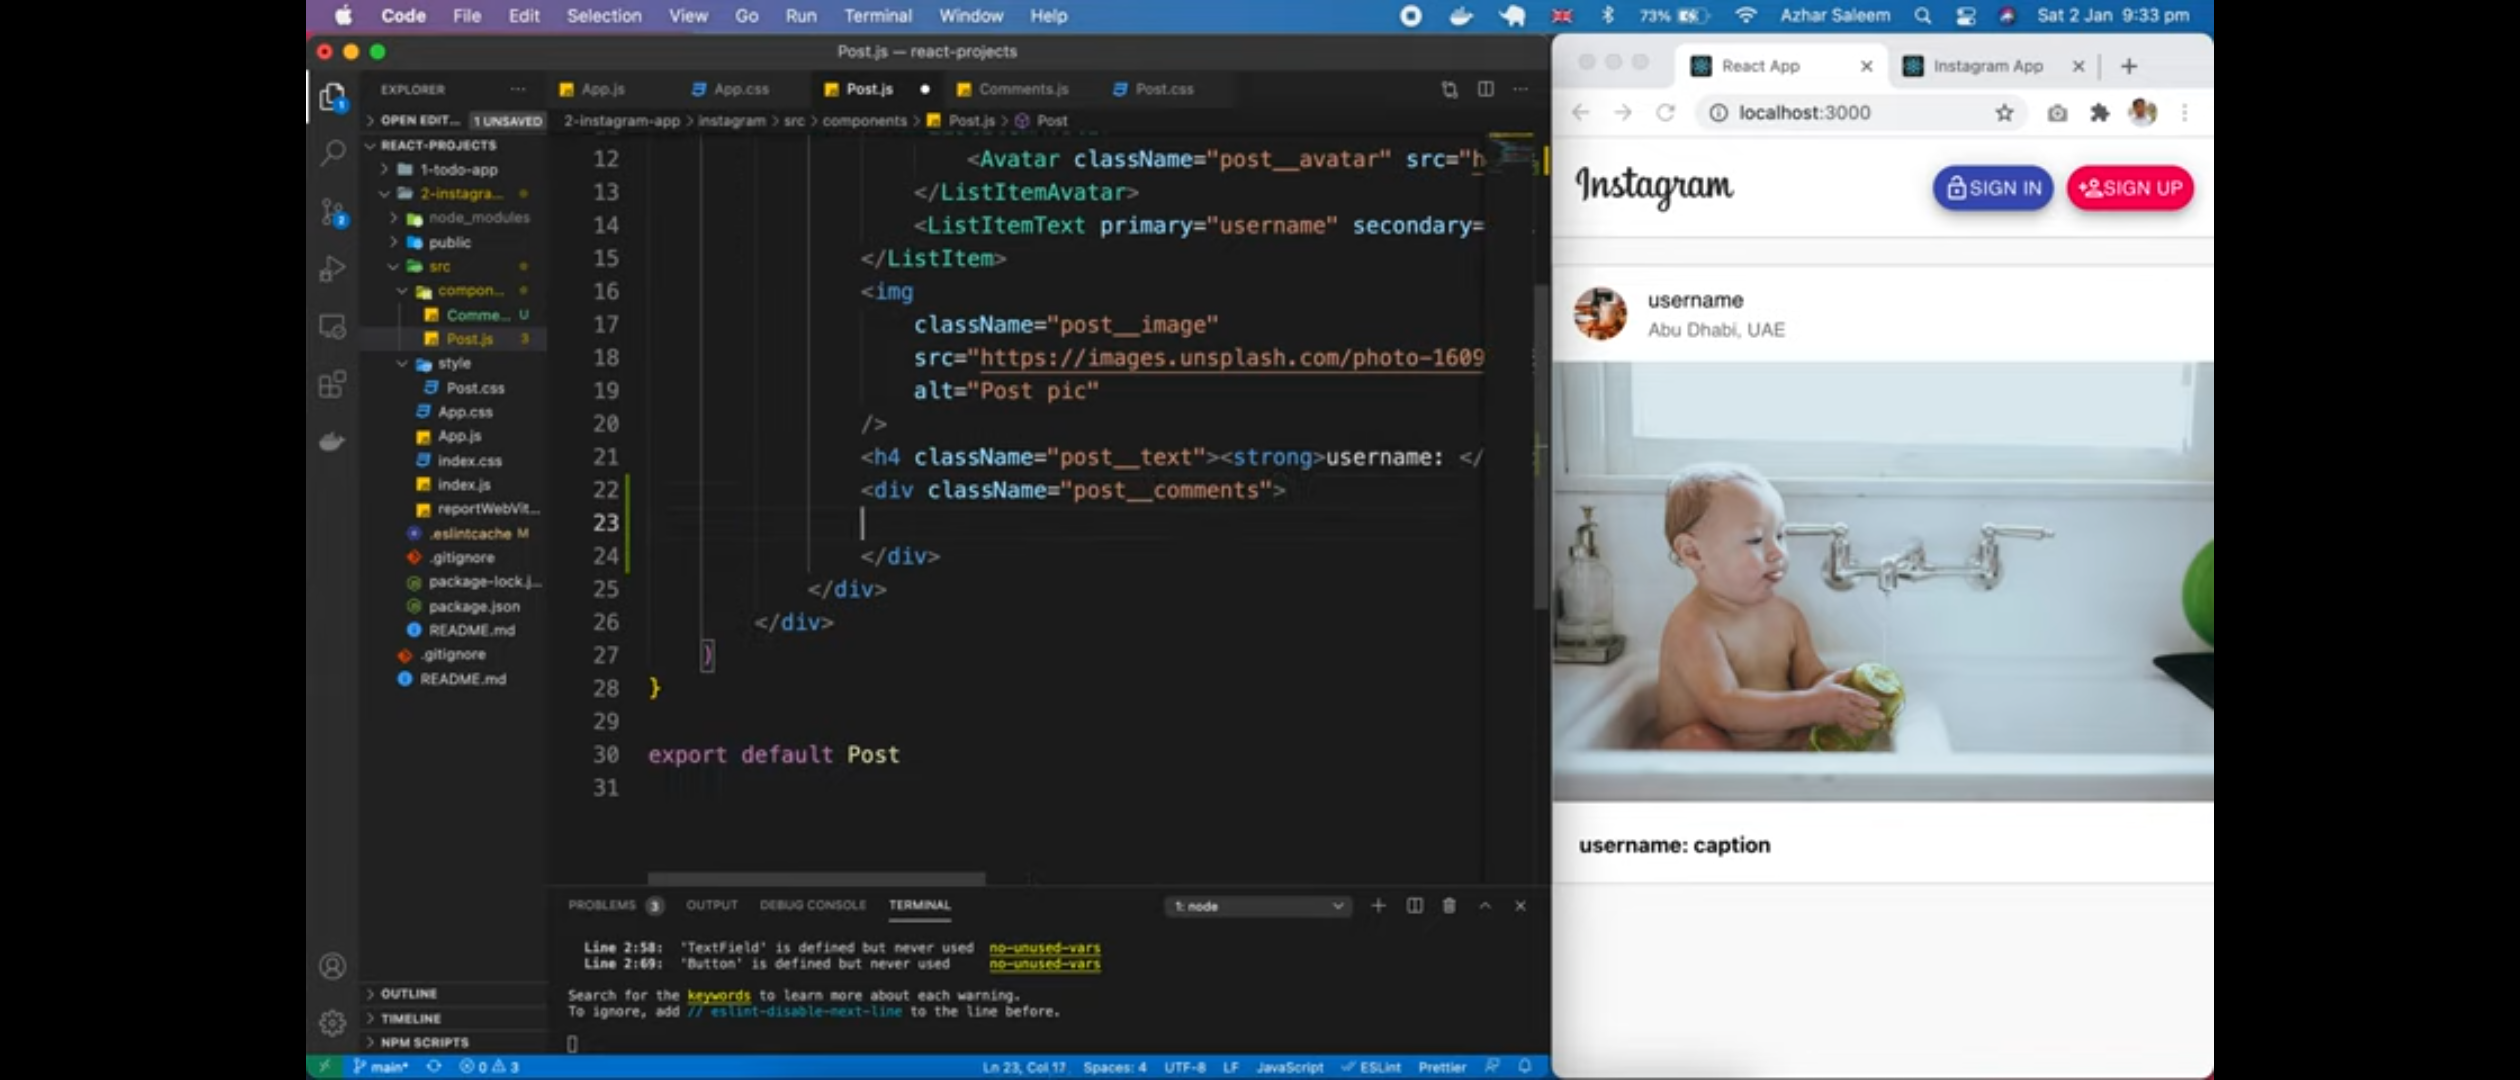 Code File Edit Selection View Go Run Terminal Window Help 73% Azhar Saleem Sat 2 Jan 9:33 pm
Post.js — react-projects
EXPLORER ··· App.js App.css Post.js Comments.js Post.css ···
OPEN EDIT... 1 UNSAVED 2-instagram-app > instagram > src > components > Post.js > Post
REACT-PROJECTS
1-todo-app
2-instagra...
node_modules
public
src
compon...
Comme... U
Post.js 3
style
Post.css
App.css
App.js
index.css
index.js
reportWebVit...
.eslintcache M
.gitignore
package-lock.j...
package.json
README.md
.gitignore
README.md
OUTLINE
TIMELINE
NPM SCRIPTS
12 <Avatar className="post__avatar" src="h
13 </ListItemAvatar>
14 <ListItemText primary="username" secondary=
15 </ListItem>
16 <img
17 className="post__image"
18 src="https://images.unsplash.com/photo-1609
19 alt="Post pic"
20 />
21 <h4 className="post__text"><strong>username: </
22 <div className="post__comments">
23
24 </div>
25 </div>
26 </div>
27 )
28 }
29
30 export default Post
31
PROBLEMS 3 OUTPUT DEBUG CONSOLE TERMINAL 1: node
Line 2:58: 'TextField' is defined but never used no-unused-vars
Line 2:69: 'Button' is defined but never used no-unused-vars
Search for the keywords to learn more about each warning.
To ignore, add // eslint-disable-next-line to the line before.
main* 0 3 Ln 23, Col 17 Spaces: 4 UTF-8 LF JavaScript ESLint Prettier
React App Instagram App
localhost:3000
Instagram SIGN IN SIGN UP
username
Abu Dhabi, UAE
username: caption